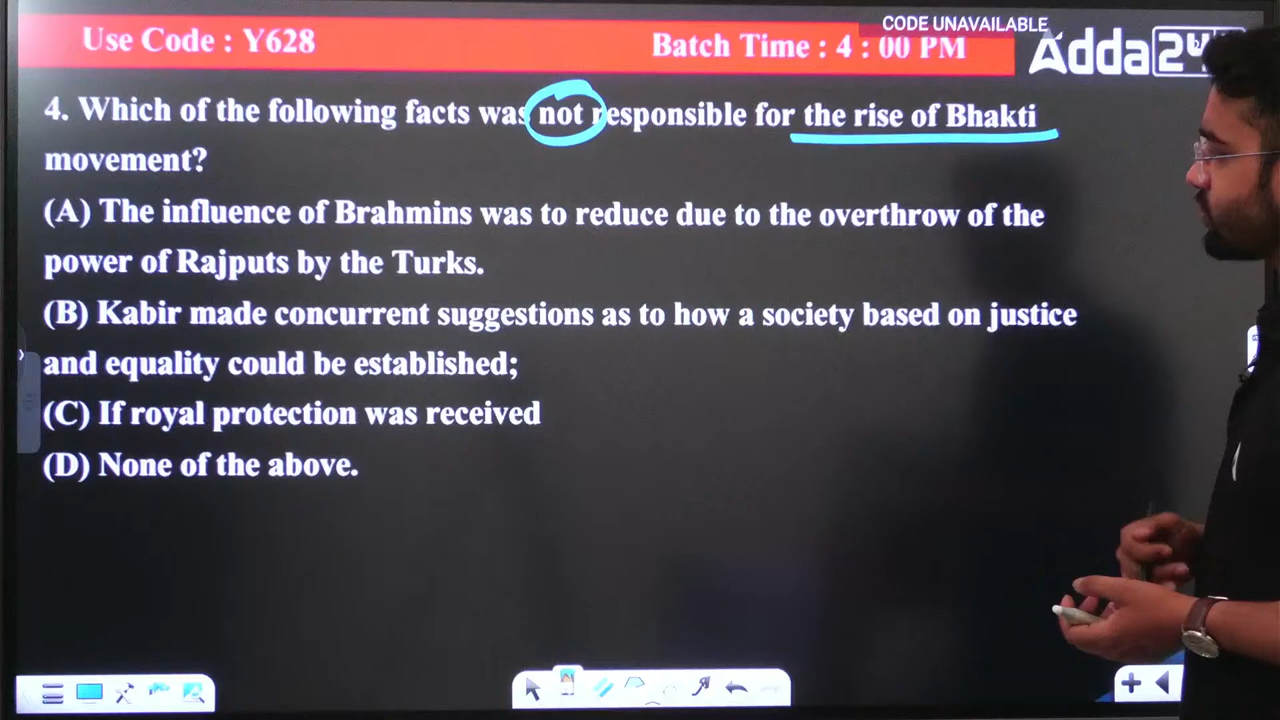 CODE UNAVAILABLE
Use Code : Y628
Batch Time : 4 : 00 PM
Adda24
4. Which of the following facts was not responsible for the rise of Bhakti
movement?
(A) The influence of Brahmins was to reduce due to the overthrow of the
power of Rajputs by the Turks.
(B) Kabir made concurrent suggestions as to how a society based on justice
and equality could be established;
(C) If royal protection was received
(D) None of the above.